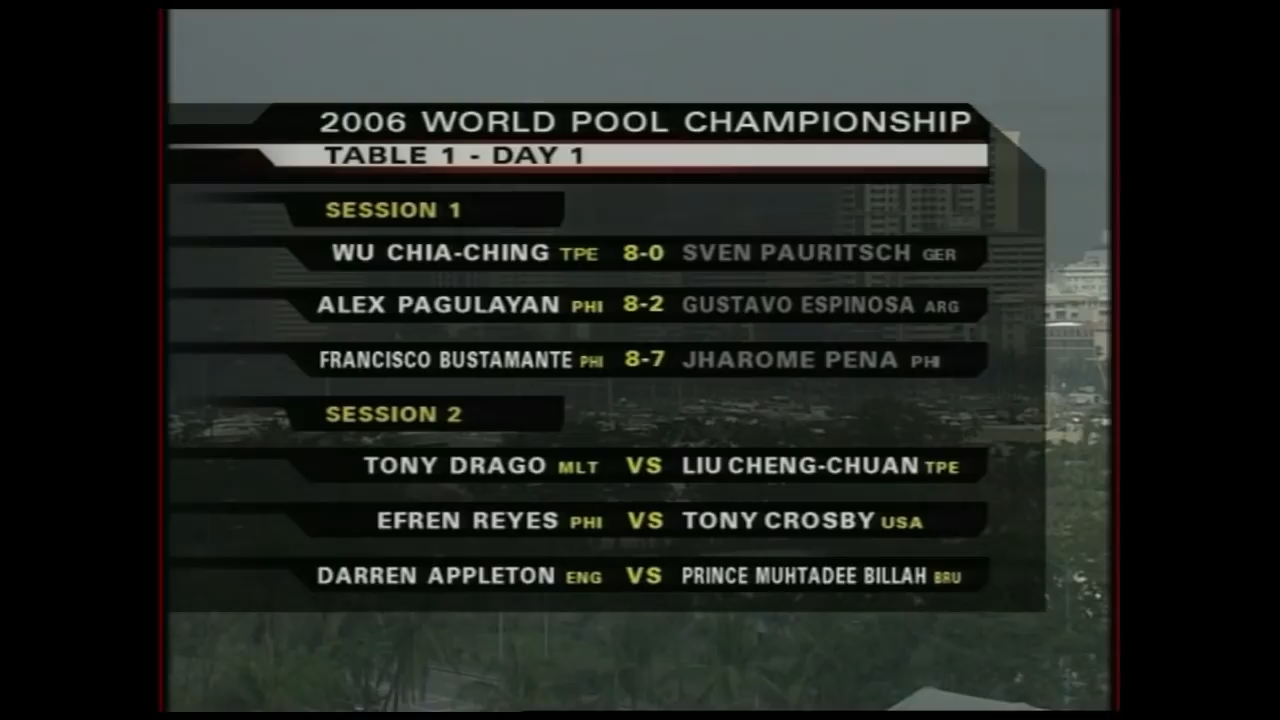 2006 WORLD POOL CHAMPIONSHIP
TABLE 1 - DAY 1
SESSION 1
WU CHIA-CHING TPE 8-0 SVEN PAURITSCH GER
ALEX PAGULAYAN PHI 8-2 GUSTAVO ESPINOSA ARG
FRANCISCO BUSTAMANTE PHI 8-7 JHAROME PENA PHI
SESSION 2
TONY DRAGO MLT VS LIU CHENG-CHUAN TPE
EFREN REYES PHI VS TONY CROSBY USA
DARREN APPLETON ENG VS PRINCE MUHTADEE BILLAH BRU